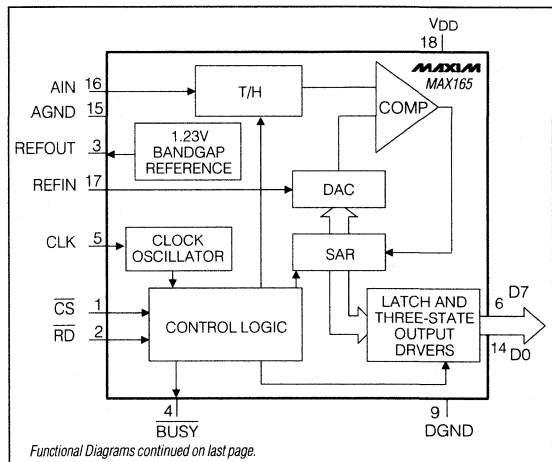 VDD
18
MAXIM
MAX165
AIN 16
T/H
COMP
AGND 15
REFOUT 3
1.23V
BANDGAP
REFERENCE
REFIN 17
DAC
CLK 5
CLOCK
OSCILLATOR
SAR
CS 1
RD 2
CONTROL LOGIC
LATCH AND
THREE-STATE
OUTPUT
DRVERS
6 D7
14 D0
4
BUSY
9
DGND
Functional Diagrams continued on last page.